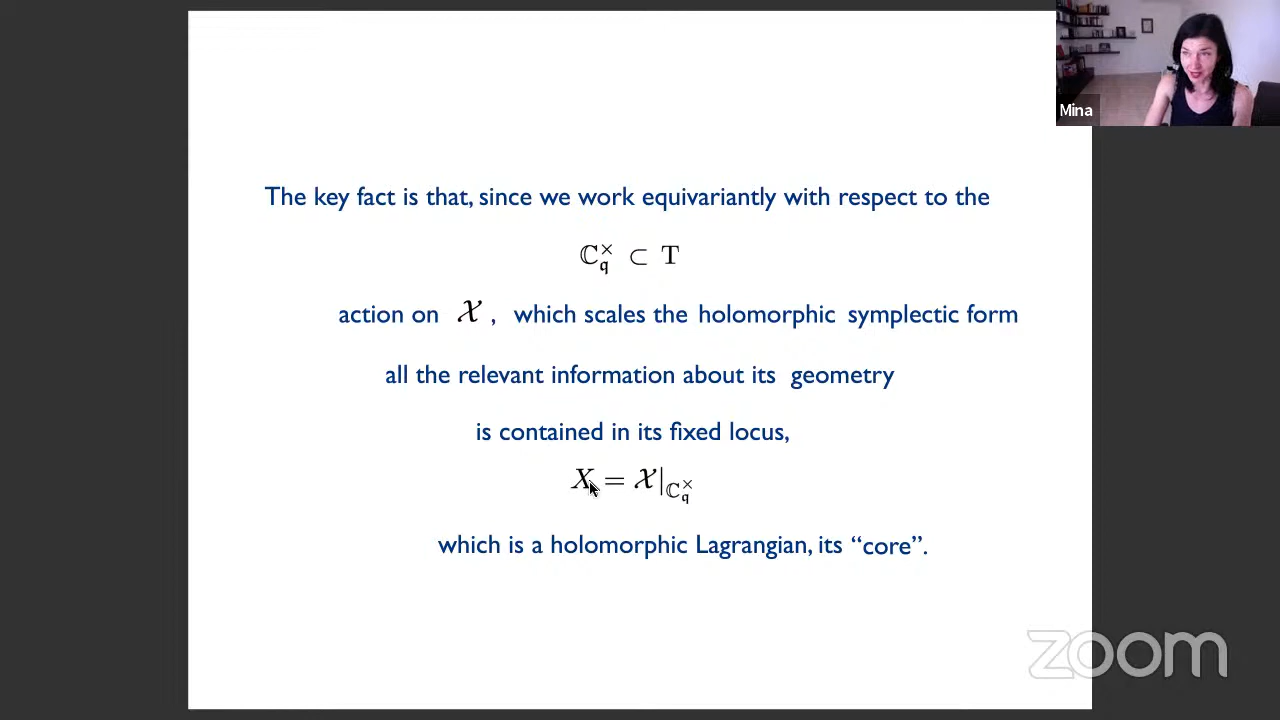 Mina
The key fact is that, since we work equivariantly with respect to the
ℂ_𝔮^× ⊂ T
action on 𝒳 , which scales the holomorphic symplectic form
all the relevant information about its geometry
is contained in its fixed locus,
X = 𝒳|_{ℂ_𝔮^×}
which is a holomorphic Lagrangian, its “core”.
zoom